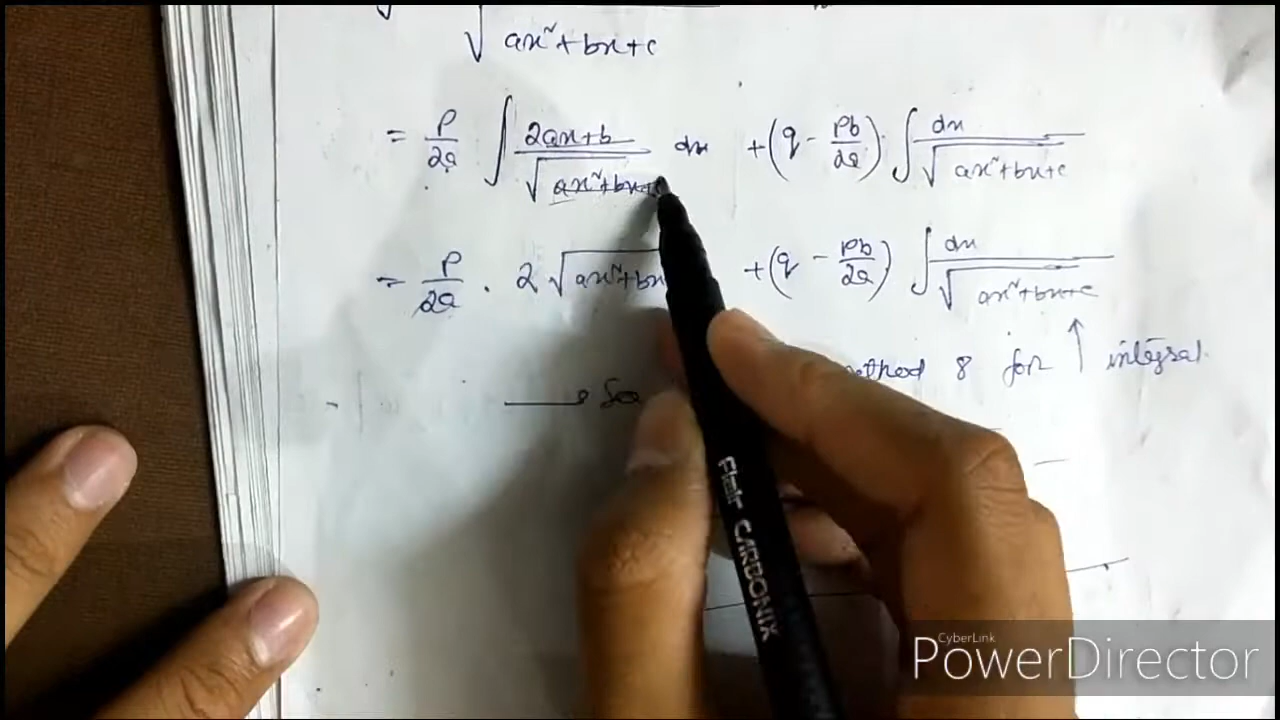 √ax²+bx+c
= p/2a ∫ 2ax+b/√ax²+bx+c dx + (q - pb/2a) ∫ dx/√ax²+bx+c
= p/2a . 2√ax²+bx + (q - pb/2a) ∫ dx/√ax²+bx+c
method 8 for ↑ integral.
Flair CARBONIX
CyberLink
PowerDirector